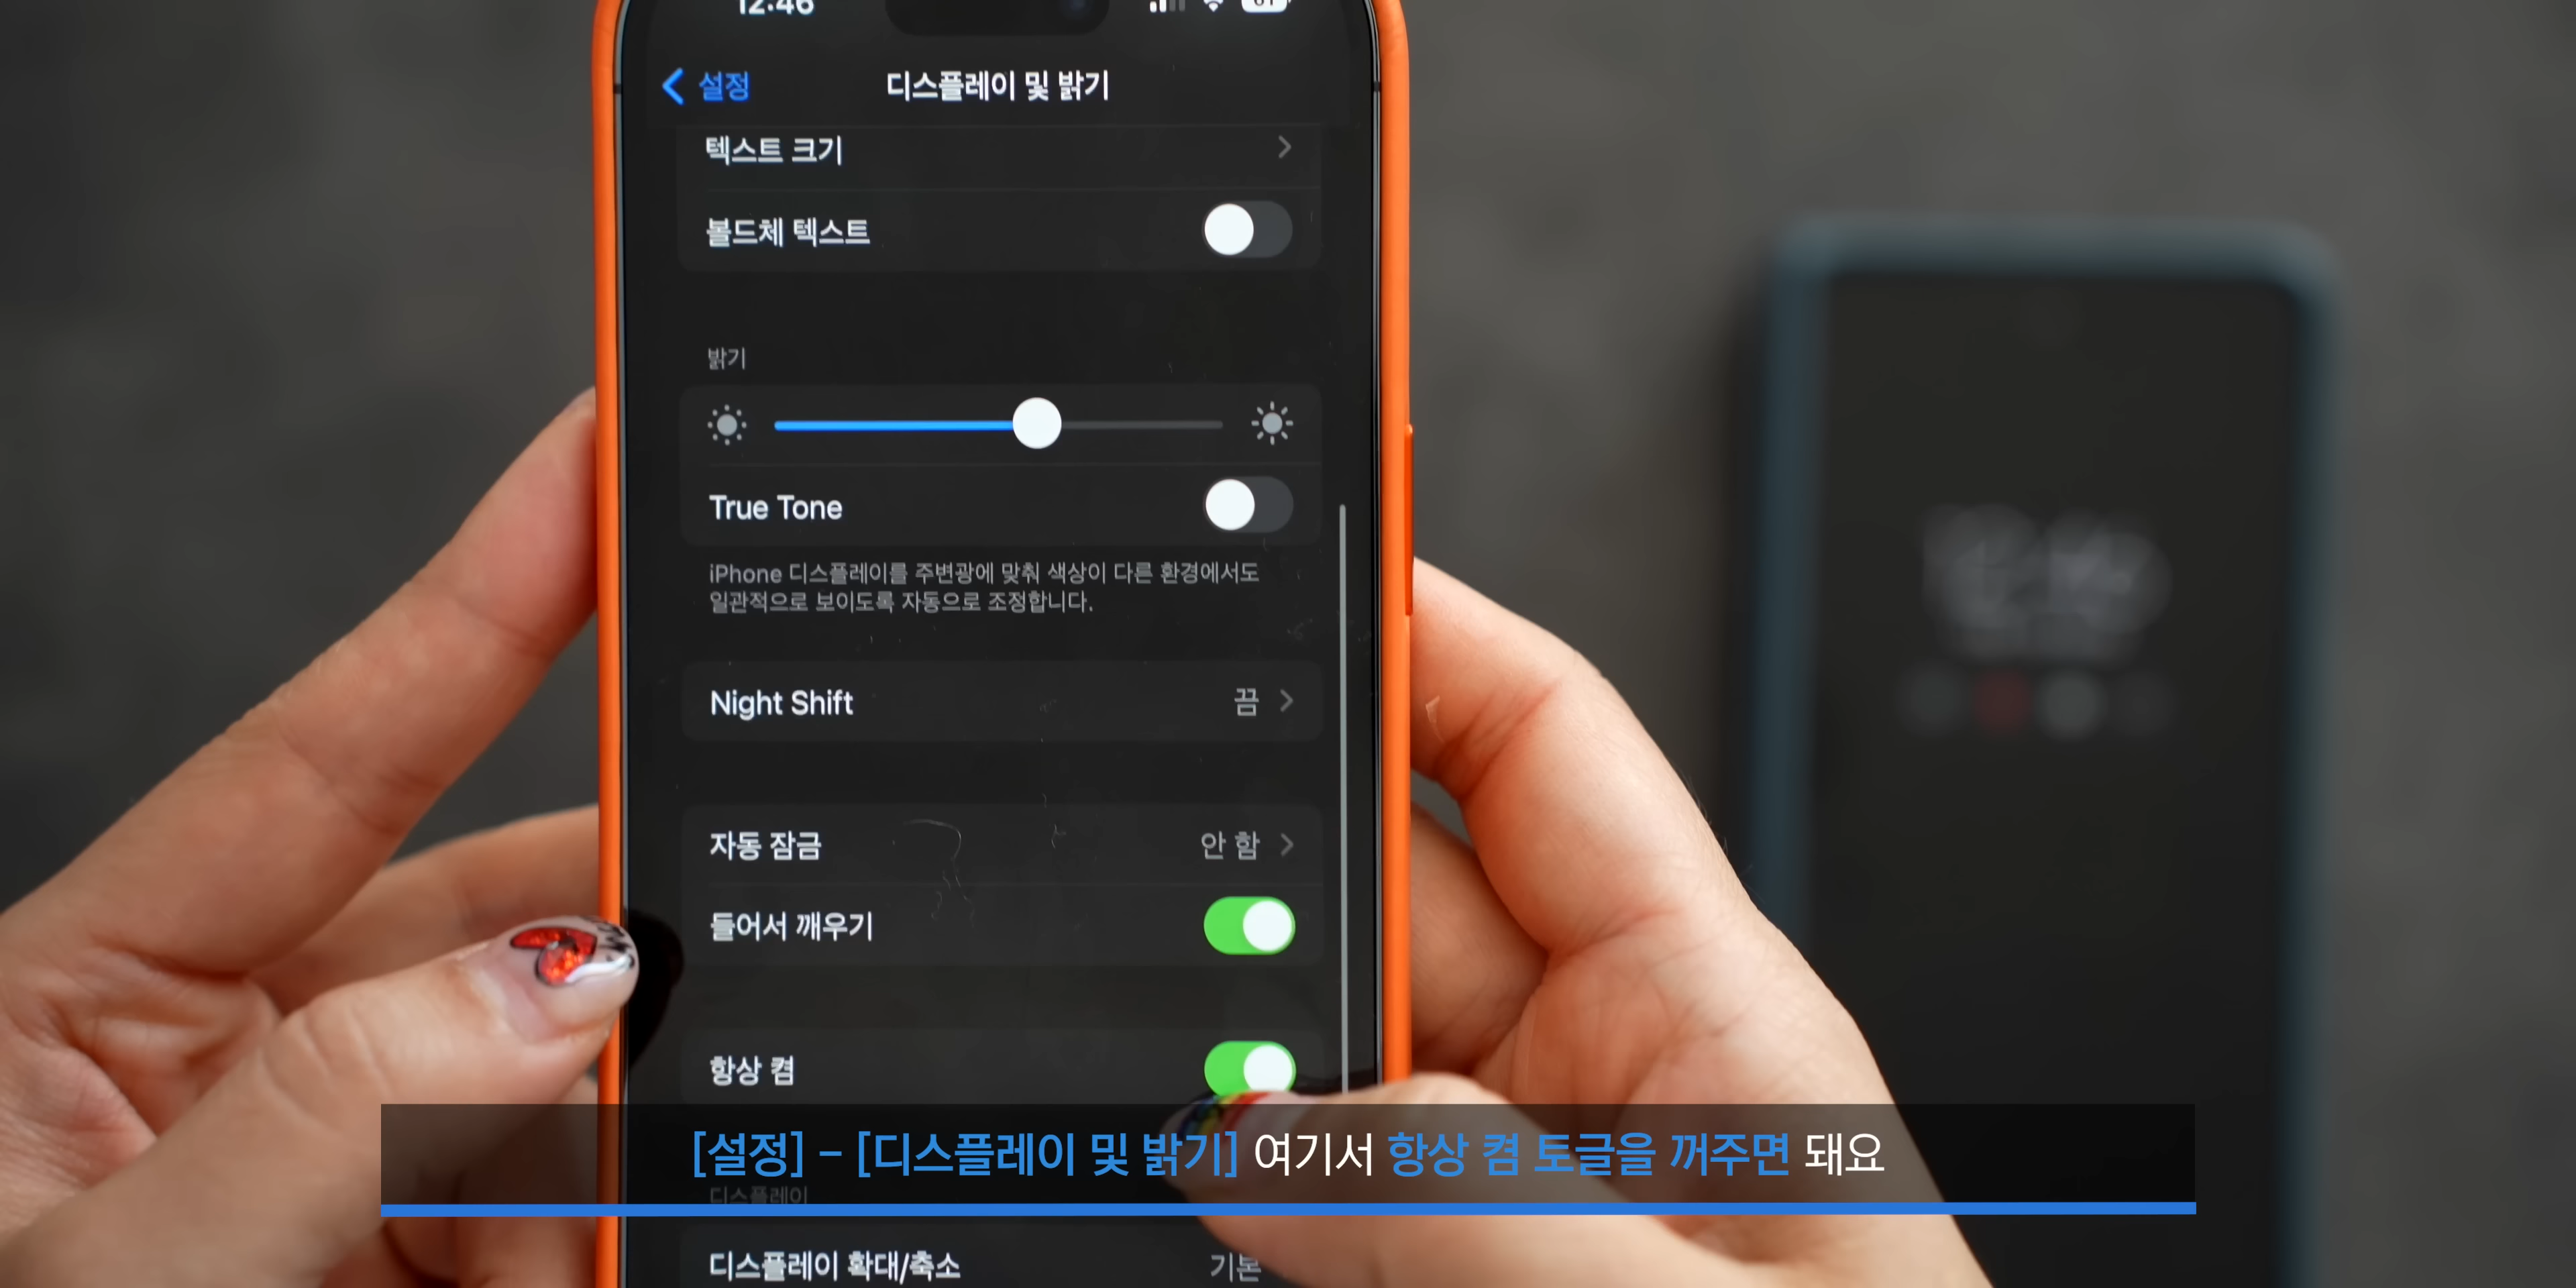 12:46
설정
디스플레이 및 밝기
텍스트 크기
볼드체 텍스트
밝기
True Tone
iPhone 디스플레이를 주변광에 맞춰 색상이 다른 환경에서도
일관적으로 보이도록 자동으로 조정합니다.
Night Shift 끔
자동 잠금 안 함
들어서 깨우기
항상 켬
[설정] – [디스플레이 및 밝기] 여기서 항상 켬 토글을 꺼주면 돼요
디스플레이
디스플레이 확대/축소 기본